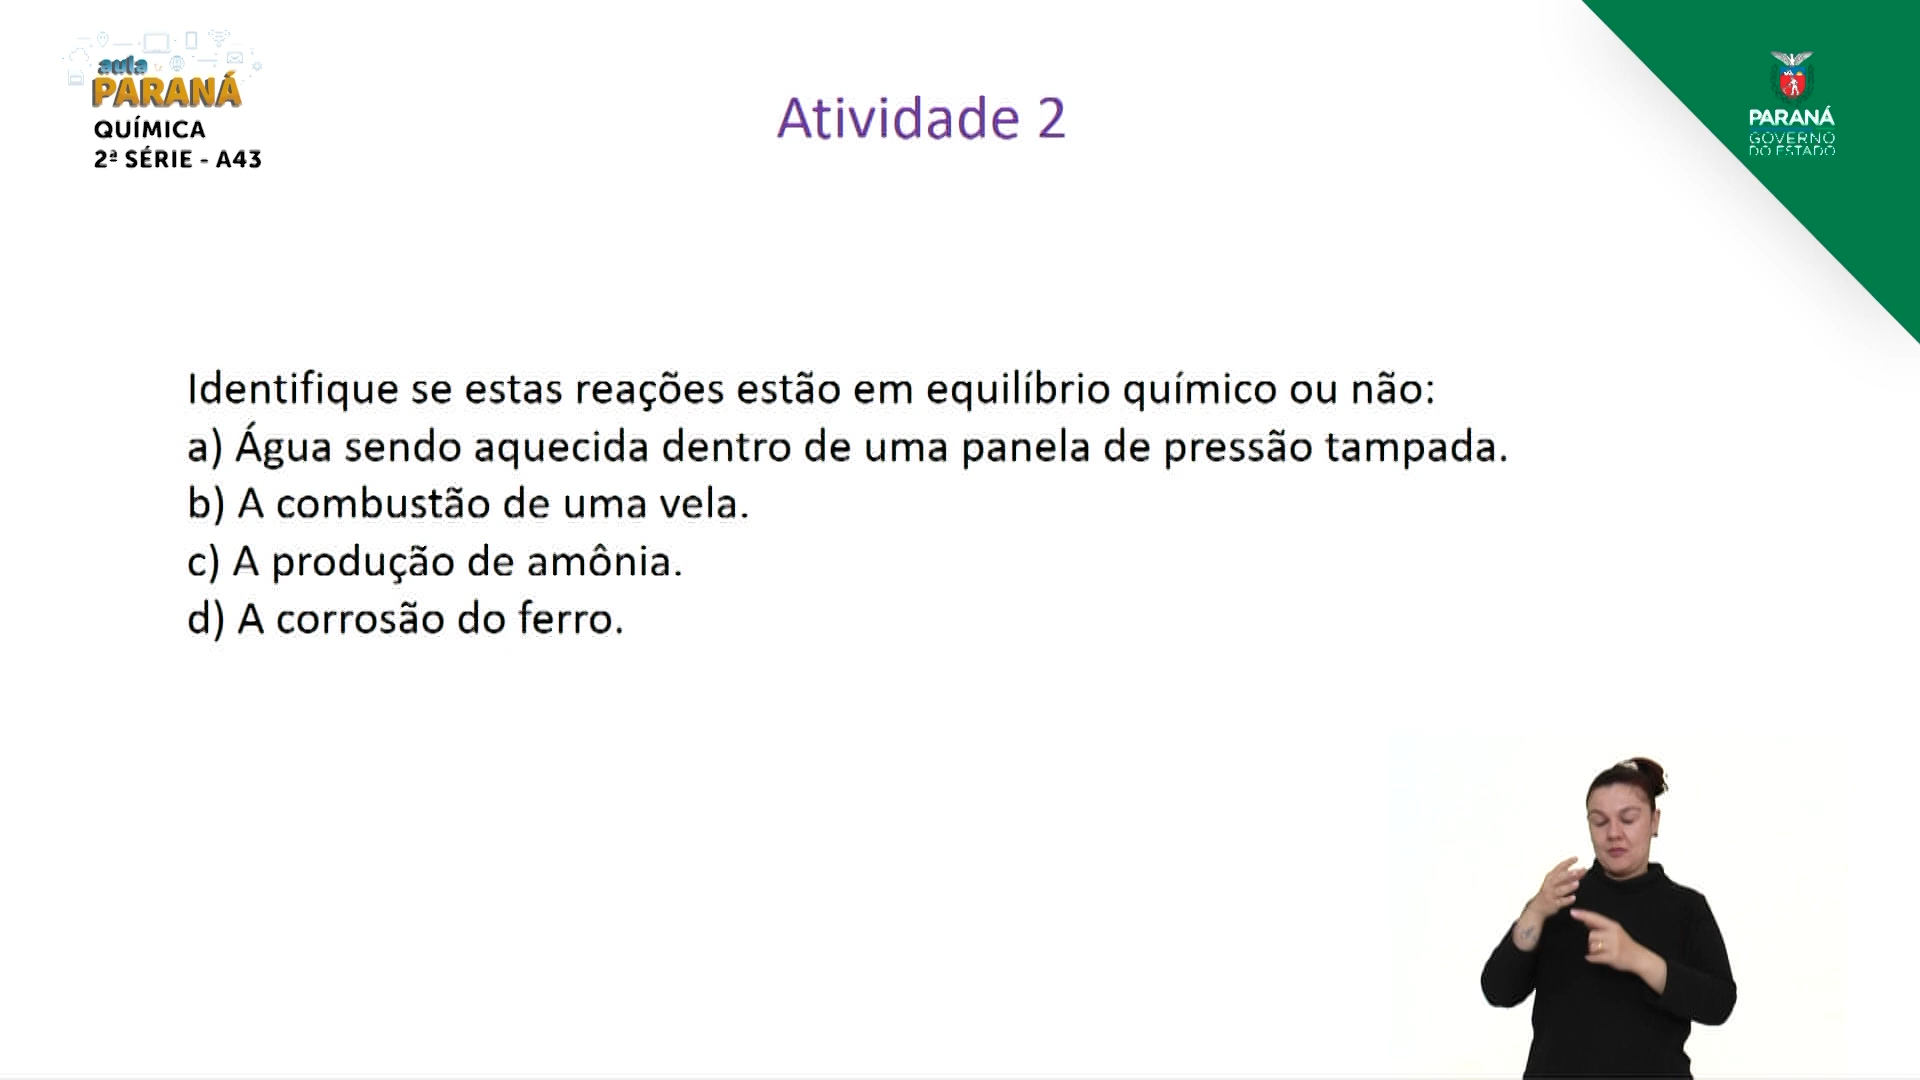 aula
PARANÁ
QUÍMICA
2ª SÉRIE - A43
Atividade 2
PARANÁ
GOVERNO
DO ESTADO
Identifique se estas reações estão em equilíbrio químico ou não:
a) Água sendo aquecida dentro de uma panela de pressão tampada.
b) A combustão de uma vela.
c) A produção de amônia.
d) A corrosão do ferro.